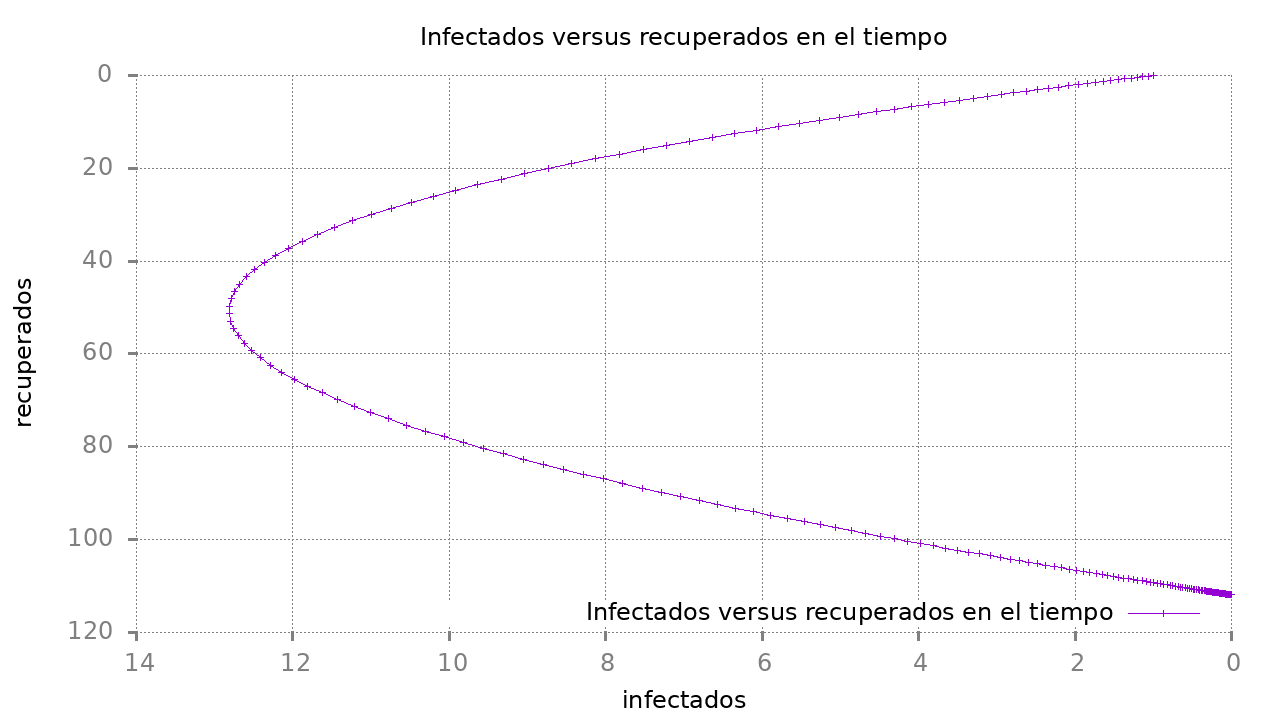 Infectados versus recuperados en el tiempo
0
20
40
60
80
100
120
recuperados
Infectados versus recuperados en el tiempo
14 12 10 8 6 4 2 0
infectados